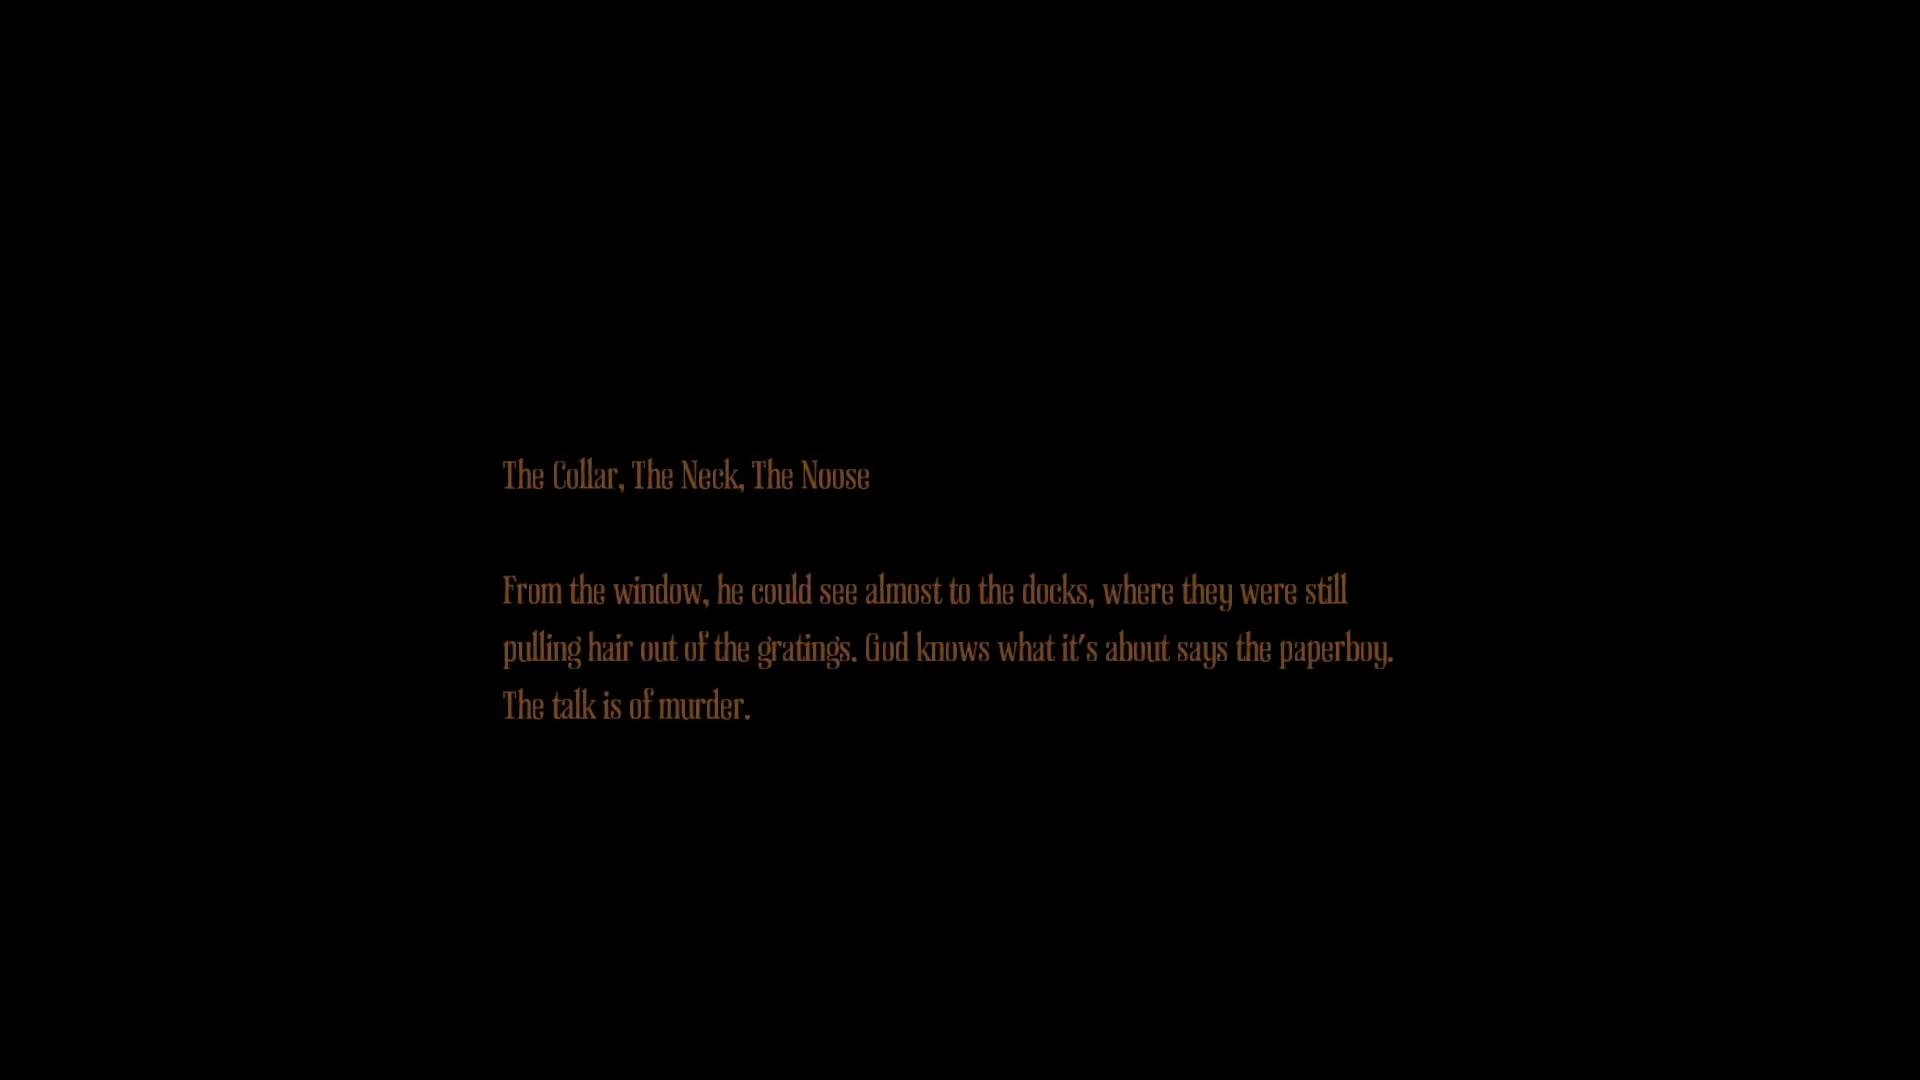 The Collar, The Neck, The Noose
From the window, he could see almost to the docks, where they were still
pulling hair out of the gratings. God knows what it's about says the paperboy.
The talk is of murder.